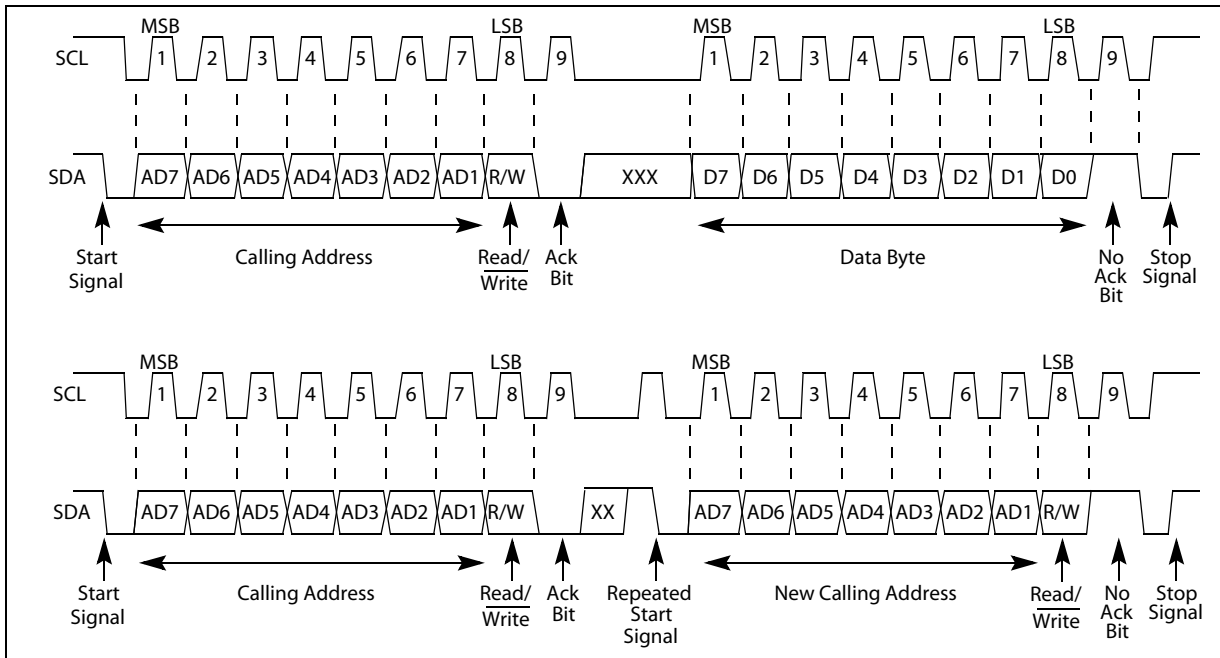 MSB LSB MSB LSB
SCL 1 2 3 4 5 6 7 8 9 1 2 3 4 5 6 7 8 9
SDA AD7 AD6 AD5 AD4 AD3 AD2 AD1 R/W XXX D7 D6 D5 D4 D3 D2 D1 D0
Start Calling Address Read/ Ack Data Byte No Stop
Signal Write Bit Ack Signal
Bit
MSB LSB MSB LSB
SCL 1 2 3 4 5 6 7 8 9 1 2 3 4 5 6 7 8 9
SDA AD7 AD6 AD5 AD4 AD3 AD2 AD1 R/W XX AD7 AD6 AD5 AD4 AD3 AD2 AD1 R/W
Start Calling Address Read/ Ack Repeated New Calling Address Read/ No Stop
Signal Write Bit Start Write Ack Signal
Signal Bit